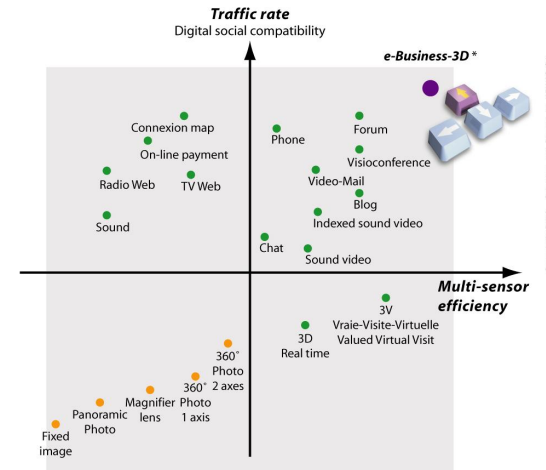 Traffic rate
Digital social compatibility
e-Business-3D *
Connexion map
Phone
Forum
On-line payment
Visioconference
Radio Web
TV Web
Video-Mail
Blog
Sound
Indexed sound video
Chat
Sound video
Multi-sensor
efficiency
3V
Vraie-Visite-Virtuelle
Valued Virtual Visit
3D
Real time
360°
Photo
2 axes
360°
Photo
1 axis
Magnifier
lens
Panoramic
Photo
Fixed
image